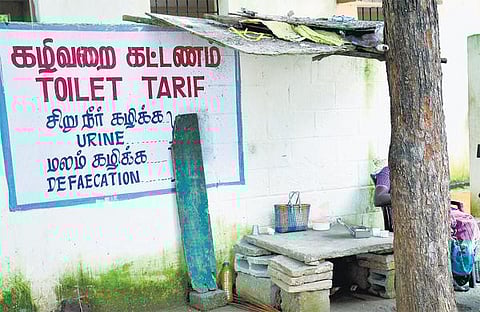 கழிவறை கட்டணம்
TOILET TARIF
சிறு நீர் கழிக்க
URINE
மலம் கழிக்க
DEFAECATION